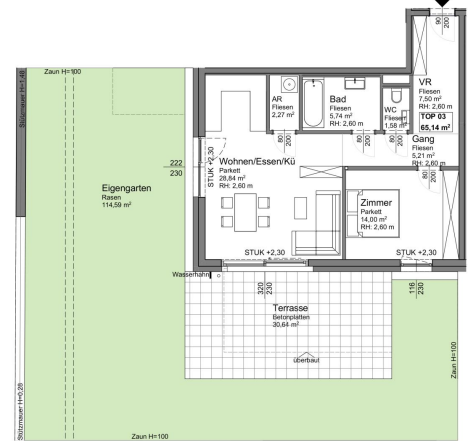 90
200
VR
Fliesen
7,50 m²
RH: 2,60 m
TOP 03
65,14 m²
Zaun H=100
Stützmauer H=1,48
AR
Fliesen
2,27 m²
Bad
Fliesen
5,74 m²
RH: 2,60 m
WC
Fliesen
1,58 m²
80
200
80
200
80
200
Gang
Fliesen
5,21 m²
RH: 2,60 m
80
200
STUK +2,30
222
230
Wohnen/Essen/Kü
Parkett
28,84 m²
RH: 2,60 m
Eigengarten
Rasen
114,59 m²
Zimmer
Parkett
14,00 m²
RH: 2,60 m
STUK +2,30
STUK +2,30
Wasserhahn
320
230
116
230
Terrasse
Betonplatten
30,64 m²
überbaut
Zaun H=100
Stützmauer H=0,28
Zaun H=100